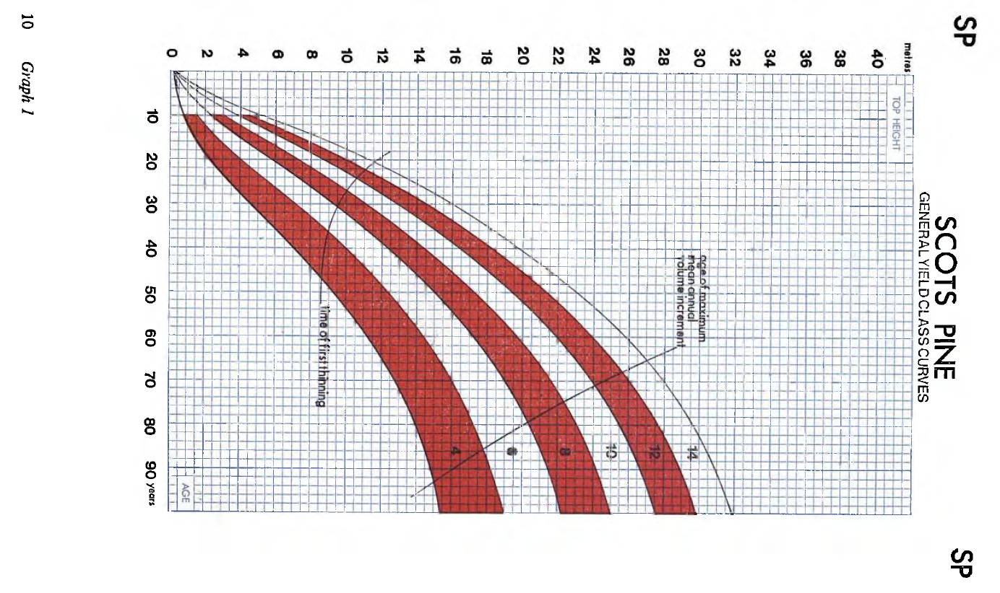 SP
SP
SCOTS PINE
GENERAL YIELD CLASS CURVES
metres
TOP HEIGHT
40
38
36
34
32
30
28
26
24
22
20
18
16
14
12
10
8
6
4
2
0
age of maximum
mean annual
volume increment
14
12
10
8
6
4
time of first thinning
10 20 30 40 50 60 70 80 90 years
AGE
10 Graph 1